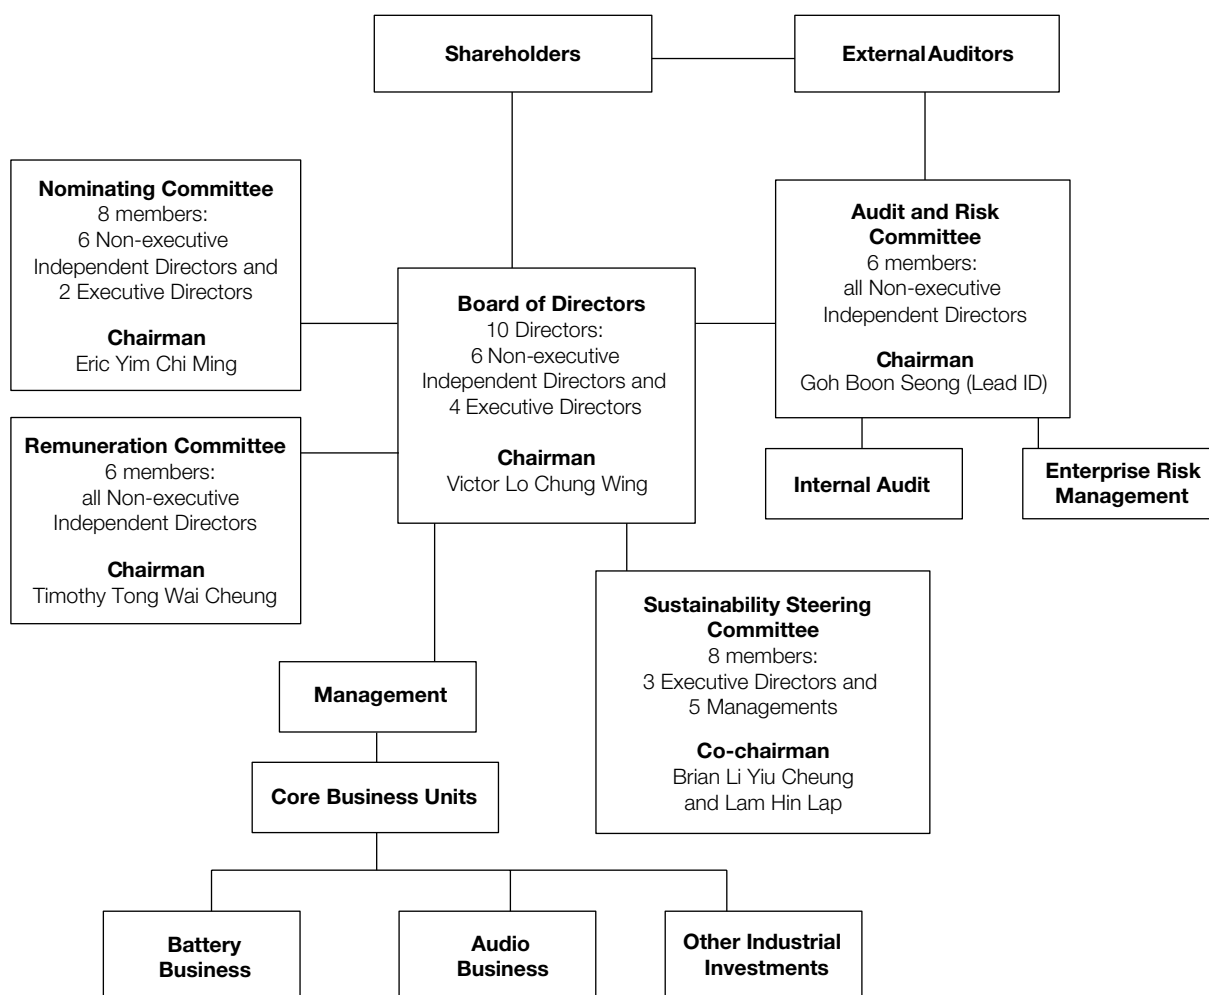 Shareholders
External Auditors
Nominating Committee
8 members:
6 Non-executive
Independent Directors and
2 Executive Directors
Chairman
Eric Yim Chi Ming
Audit and Risk
Committee
6 members:
all Non-executive
Independent Directors
Chairman
Goh Boon Seong (Lead ID)
Board of Directors
10 Directors:
6 Non-executive
Independent Directors and
4 Executive Directors
Chairman
Victor Lo Chung Wing
Remuneration Committee
6 members:
all Non-executive
Independent Directors
Chairman
Timothy Tong Wai Cheung
Internal Audit
Enterprise Risk
Management
Sustainability Steering
Committee
8 members:
3 Executive Directors and
5 Managements
Co-chairman
Brian Li Yiu Cheung
and Lam Hin Lap
Management
Core Business Units
Battery
Business
Audio
Business
Other Industrial
Investments